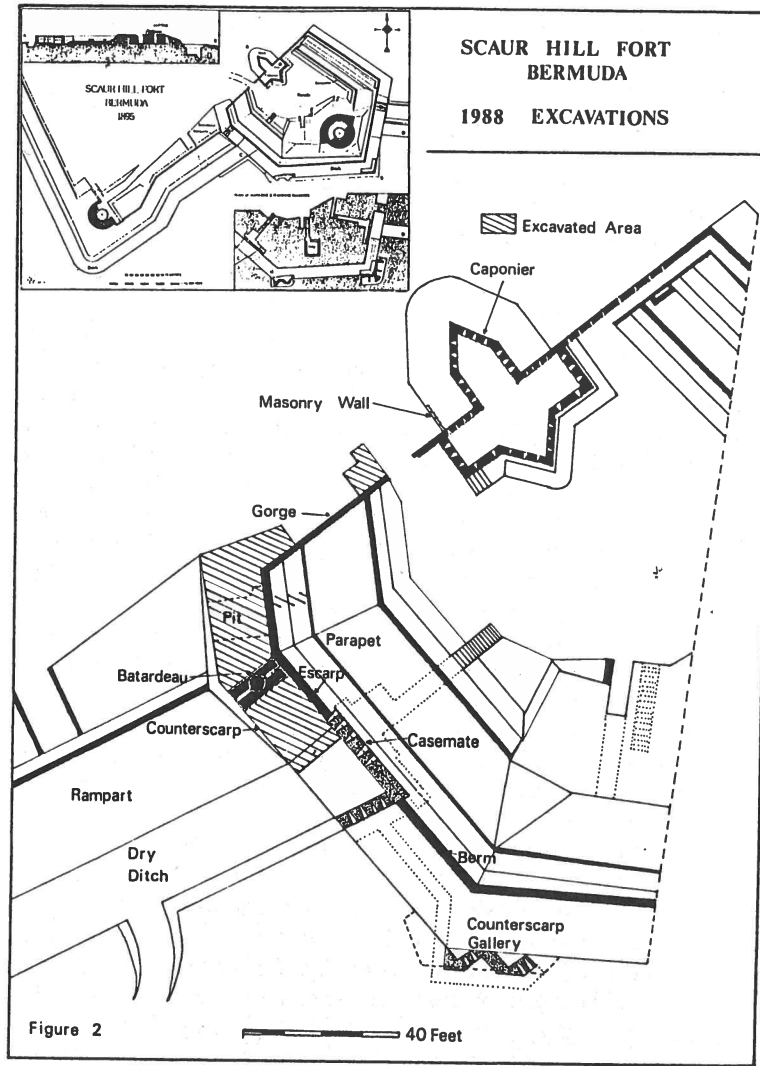 SCAUR HILL FORT
BERMUDA
1895
SCAUR HILL FORT
BERMUDA
1988 EXCAVATIONS
Excavated Area
Caponier
Masonry Wall
Gorge
Pit
Parapet
Batardeau
Escarp
Counterscarp
Casemate
Rampart
Dry
Ditch
Berm
Counterscarp
Gallery
Figure 2
40 Feet